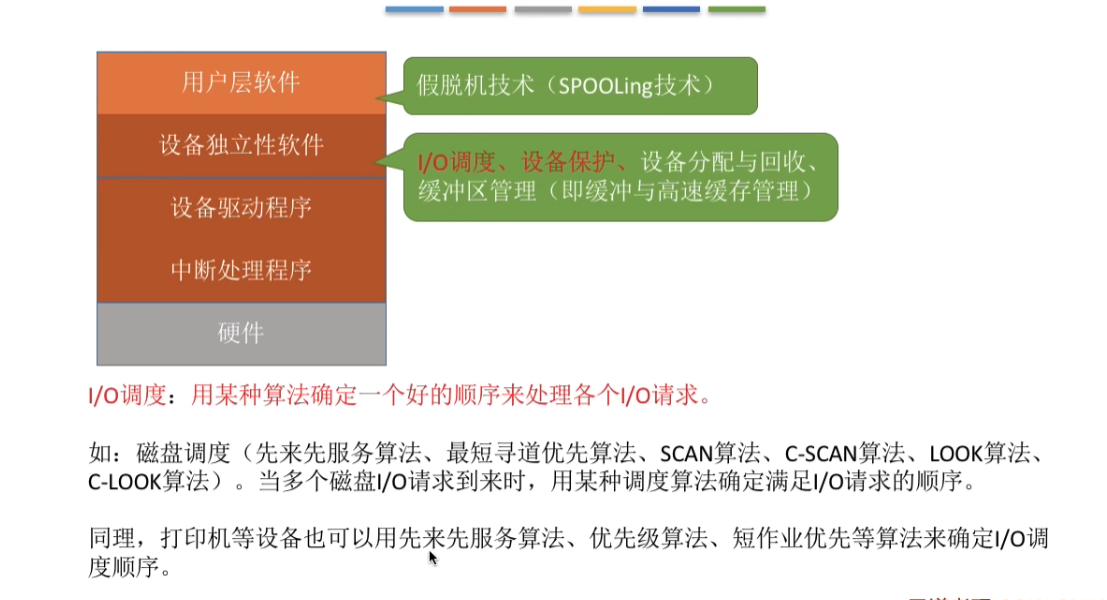 用户层软件
假脱机技术（SPOOLing技术）
设备独立性软件
I/O调度、设备保护、设备分配与回收、
缓冲区管理（即缓冲与高速缓存管理）
设备驱动程序
中断处理程序
硬件
I/O调度：用某种算法确定一个好的顺序来处理各个I/O请求。
如：磁盘调度（先来先服务算法、最短寻道优先算法、SCAN算法、C-SCAN算法、LOOK算法、
C-LOOK算法）。当多个磁盘I/O请求到来时，用某种调度算法确定满足I/O请求的顺序。
同理，打印机等设备也可以用先来先服务算法、优先级算法、短作业优先等算法来确定I/O调
度顺序。